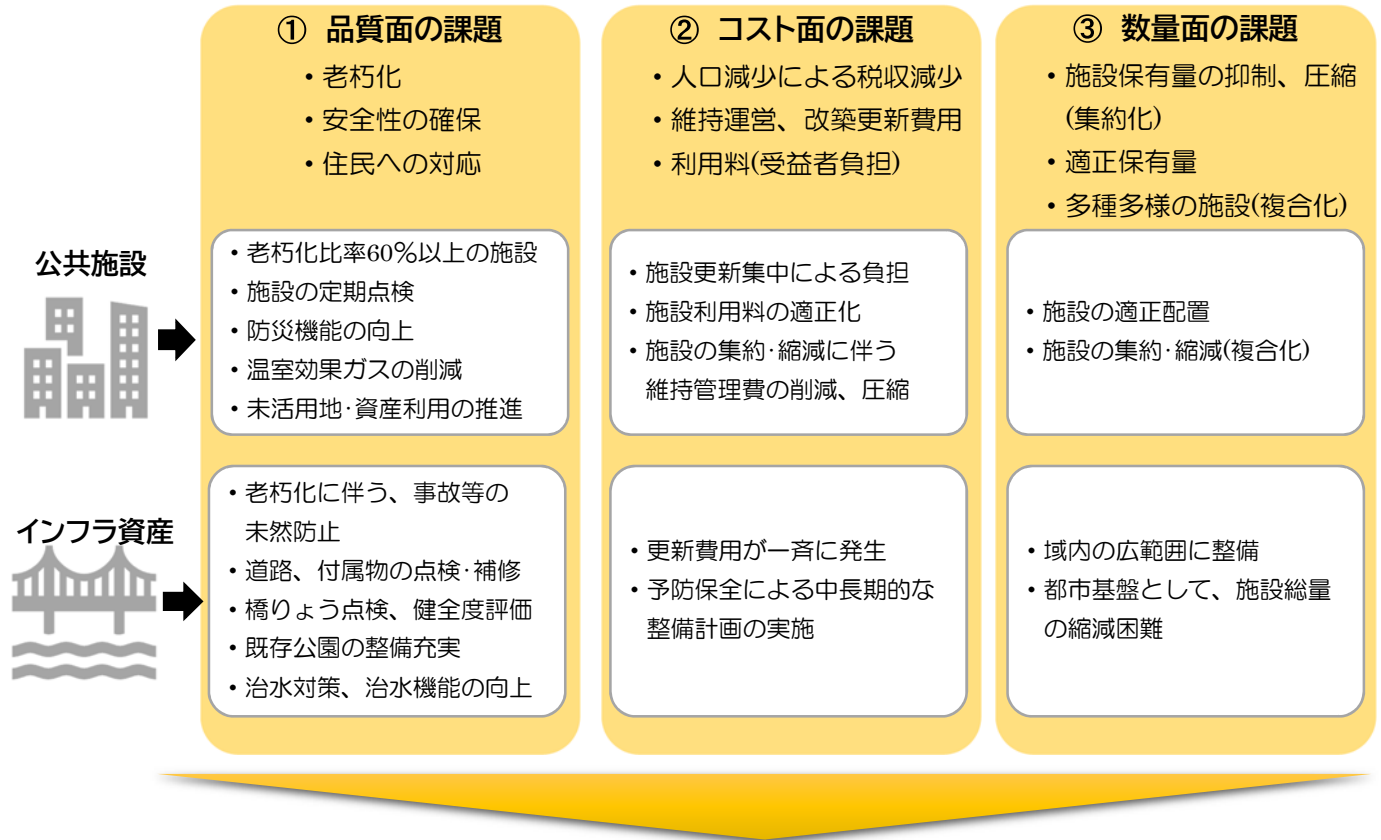 ① 品質面の課題
・老朽化
・安全性の確保
・住民への対応
② コスト面の課題
・人口減少による税収減少
・維持運営、改築更新費用
・利用料(受益者負担)
③ 数量面の課題
・施設保有量の抑制、圧縮
(集約化)
・適正保有量
・多種多様の施設(複合化)
公共施設
・老朽化比率60%以上の施設
・施設の定期点検
・防災機能の向上
・温室効果ガスの削減
・未活用地･資産利用の推進
・施設更新集中による負担
・施設利用料の適正化
・施設の集約･縮減に伴う
維持管理費の削減、圧縮
・施設の適正配置
・施設の集約･縮減(複合化)
インフラ資産
・老朽化に伴う、事故等の
未然防止
・道路、付属物の点検･補修
・橋りょう点検、健全度評価
・既存公園の整備充実
・治水対策、治水機能の向上
・更新費用が一斉に発生
・予防保全による中長期的な
整備計画の実施
・域内の広範囲に整備
・都市基盤として、施設総量
の縮減困難